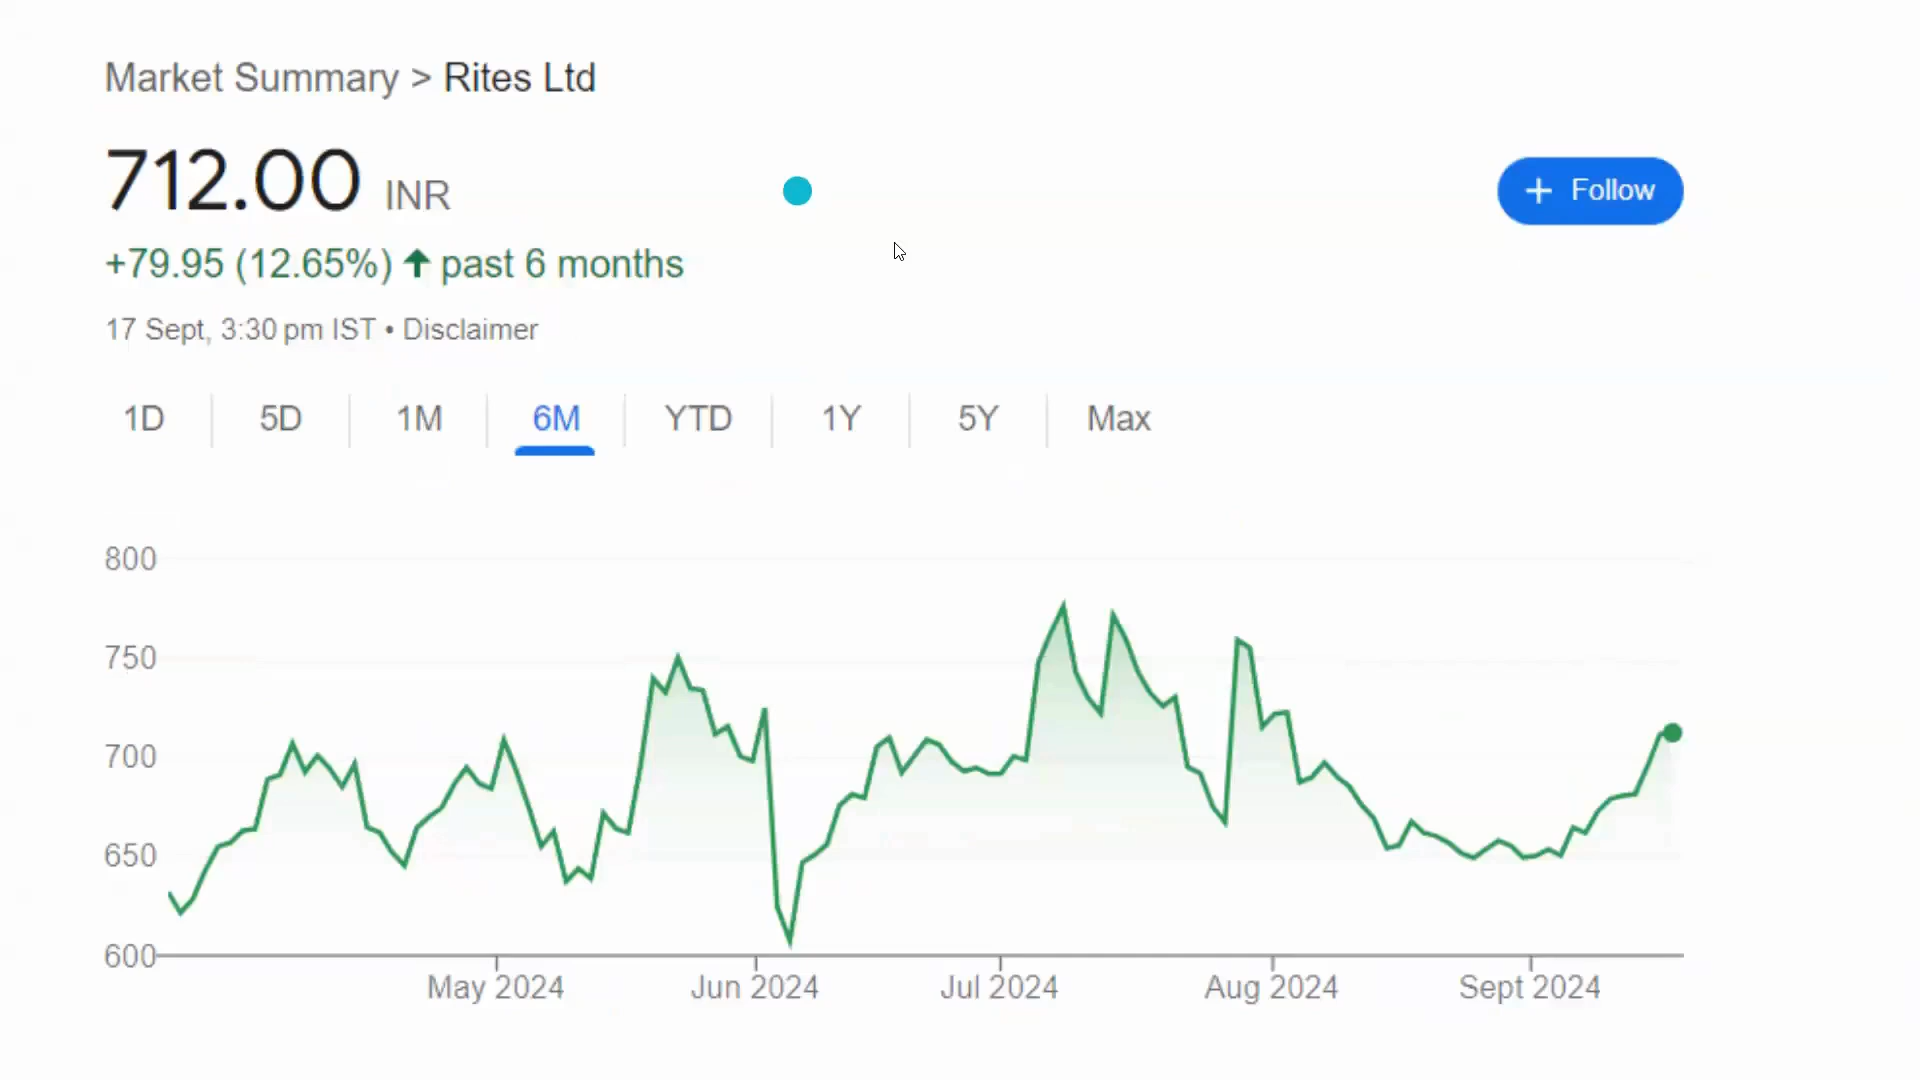 Market Summary > Rites Ltd
712.00 INR
+ Follow
+79.95 (12.65%) ↑ past 6 months
17 Sept, 3:30 pm IST • Disclaimer
1D 5D 1M 6M YTD 1Y 5Y Max
800
750
700
650
600
May 2024 Jun 2024 Jul 2024 Aug 2024 Sept 2024